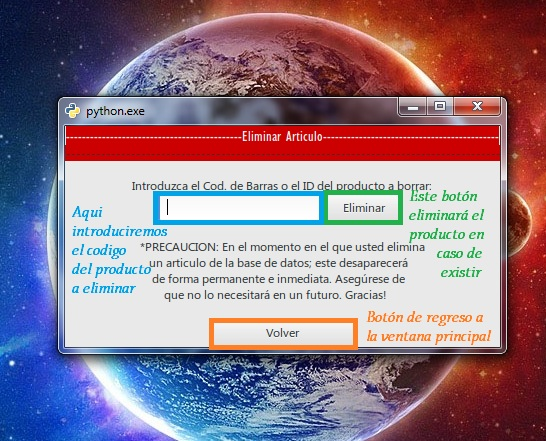 python.exe
Eliminar Articulo
Introduzca el Cod. de Barras o el ID del producto a borrar:
Eliminar
Aqui
introduciremos
el codigo
del producto
a eliminar
Este botón
eliminará el
producto en
caso de
existir
*PRECAUCION: En el momento en el que usted elimina
un articulo de la base de datos; este desaparecerá
de forma permanente e inmediata. Asegúrese de
que no lo necesitará en un futuro. Gracias!
Botón de regreso a
la ventana principal
Volver